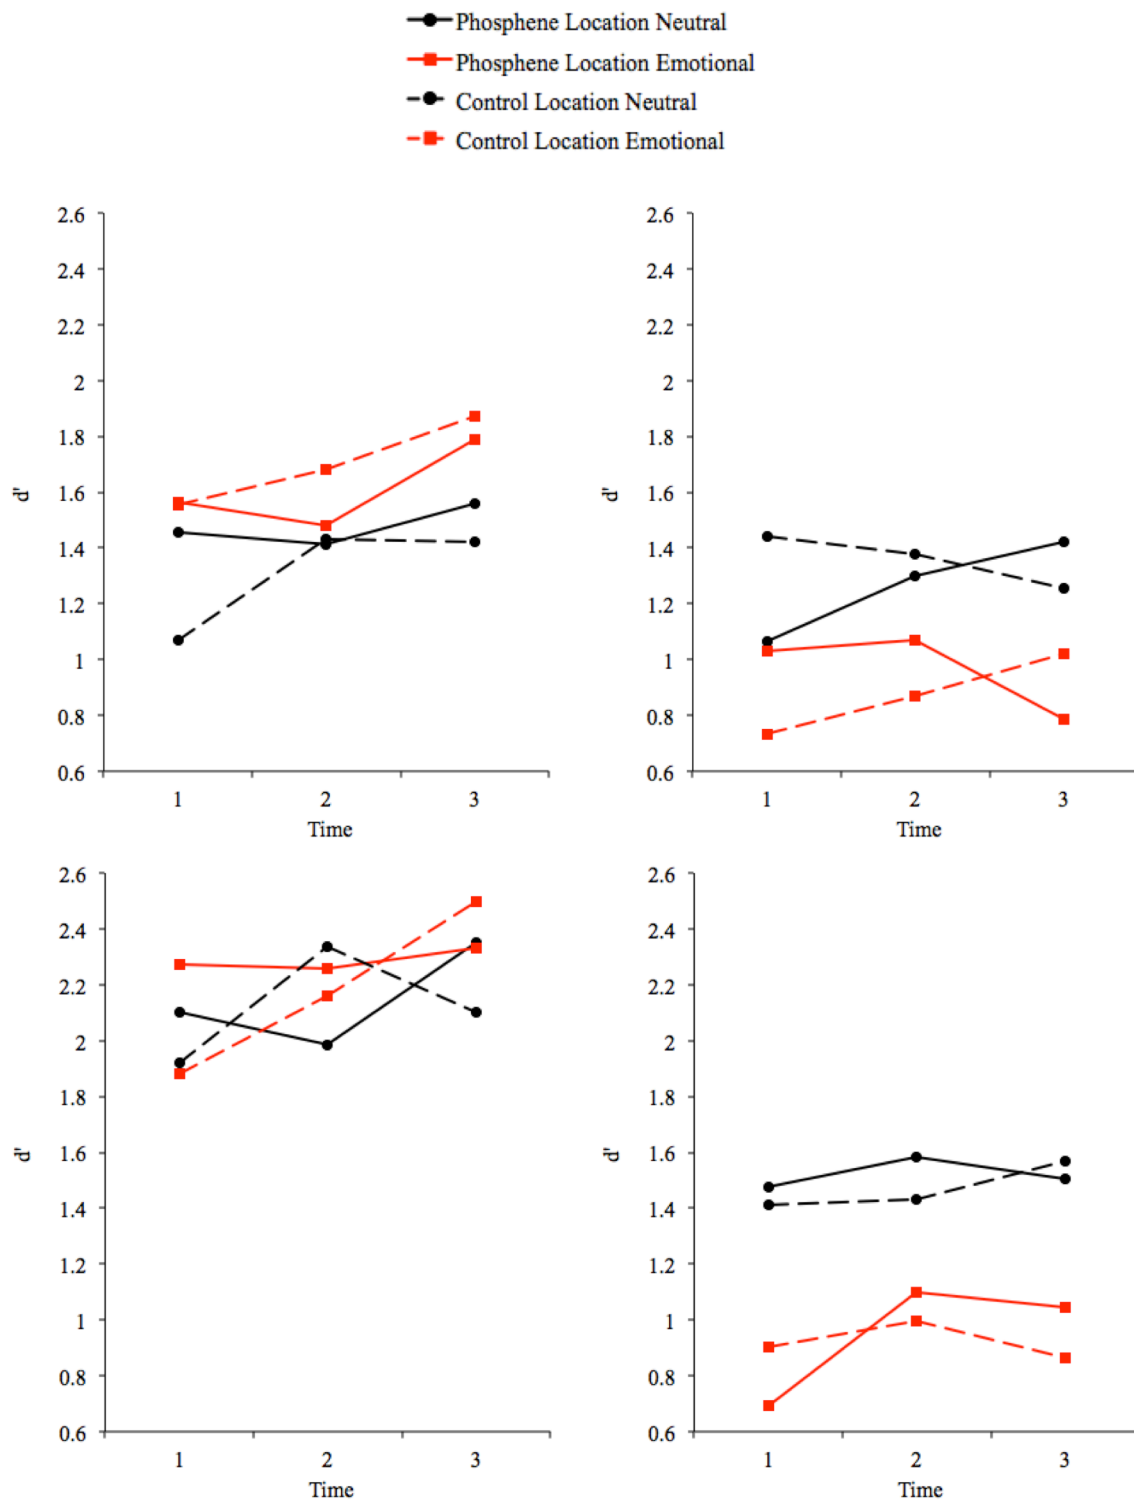 Phosphene Location Neutral
Phosphene Location Emotional
Control Location Neutral
Control Location Emotional
2.6
2.4
2.2
2
1.8
1.6
1.4
1.2
1
0.8
0.6
d'
1 2 3
Time
2.6
2.4
2.2
2
1.8
1.6
1.4
1.2
1
0.8
0.6
d'
1 2 3
Time
2.6
2.4
2.2
2
1.8
1.6
1.4
1.2
1
0.8
0.6
d'
1 2 3
Time
2.6
2.4
2.2
2
1.8
1.6
1.4
1.2
1
0.8
0.6
d'
1 2 3
Time